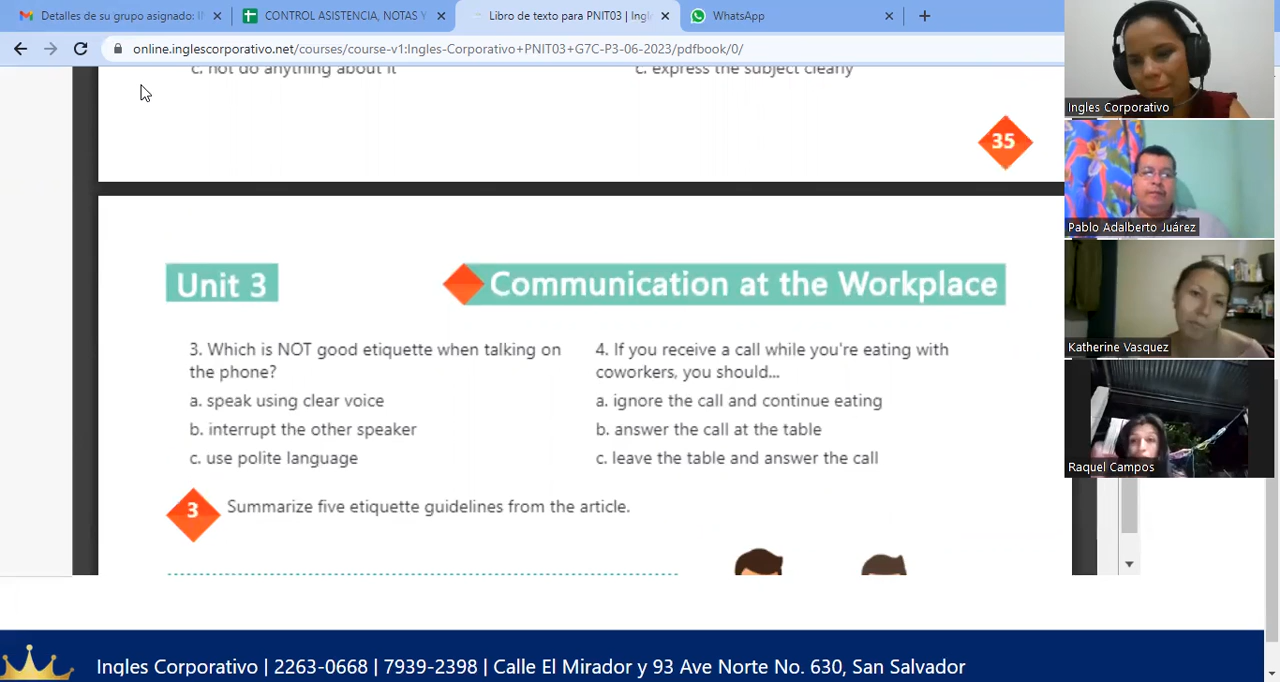 Detalles de su grupo asignado: I
CONTROL ASISTENCIA, NOTAS Y
Libro de texto para PNIT03 | Ingl
WhatsApp
online.inglescorporativo.net/courses/course-v1:Ingles-Corporativo+PNIT03+G7C-P3-06-2023/pdfbook/0/
c. not do anything about it
c. express the subject clearly
35
Unit 3
Communication at the Workplace
3. Which is NOT good etiquette when talking on
the phone?
a. speak using clear voice
b. interrupt the other speaker
c. use polite language
4. If you receive a call while you're eating with
coworkers, you should...
a. ignore the call and continue eating
b. answer the call at the table
c. leave the table and answer the call
3
Summarize five etiquette guidelines from the article.
Ingles Corporativo
Pablo Adalberto Juárez
Katherine Vasquez
Raquel Campos
Ingles Corporativo | 2263-0668 | 7939-2398 | Calle El Mirador y 93 Ave Norte No. 630, San Salvador